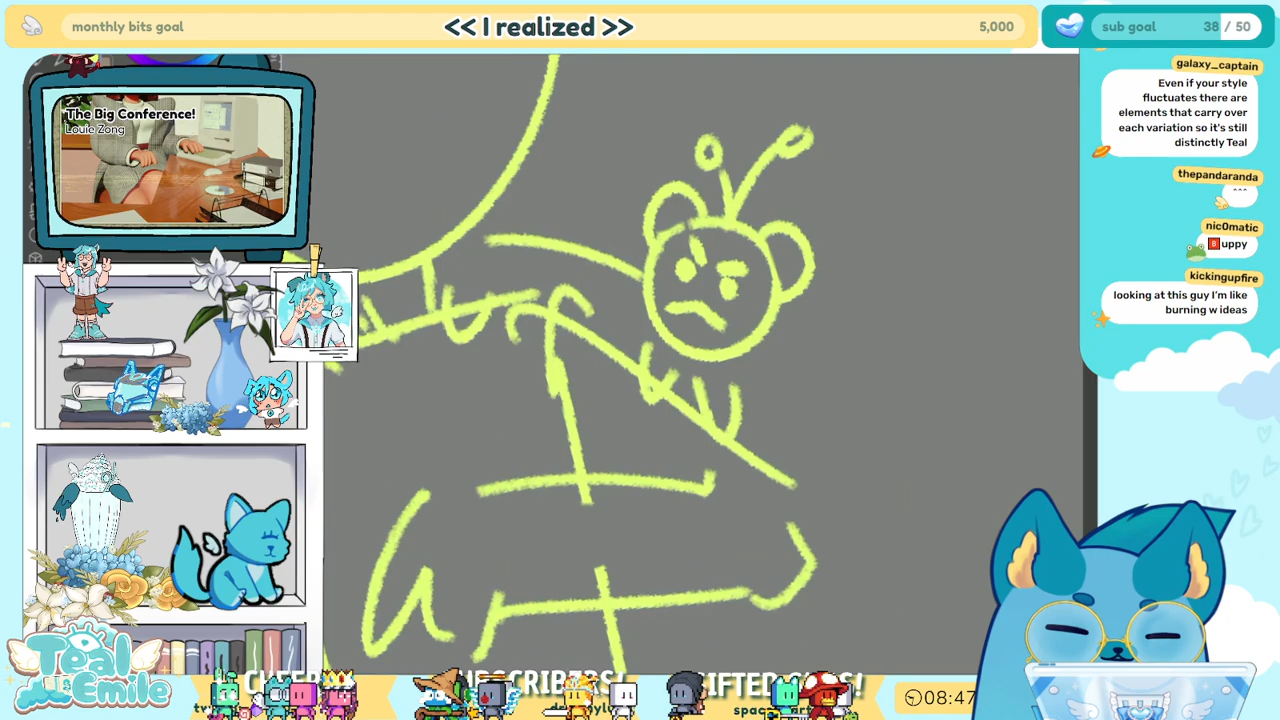 monthly bits goal
<< I realized >>
5,000
sub goal
38 / 50
The Big Conference!
Louie Zong
galaxy_captain
Even if your style
fluctuates there are
elements that carry over
each variation so it's still
distinctly Teal
thepandaranda
^^^
nic0matic
B uppy
kickingupfire
looking at this guy I'm like
burning w ideas
Teal
Emile
08:47